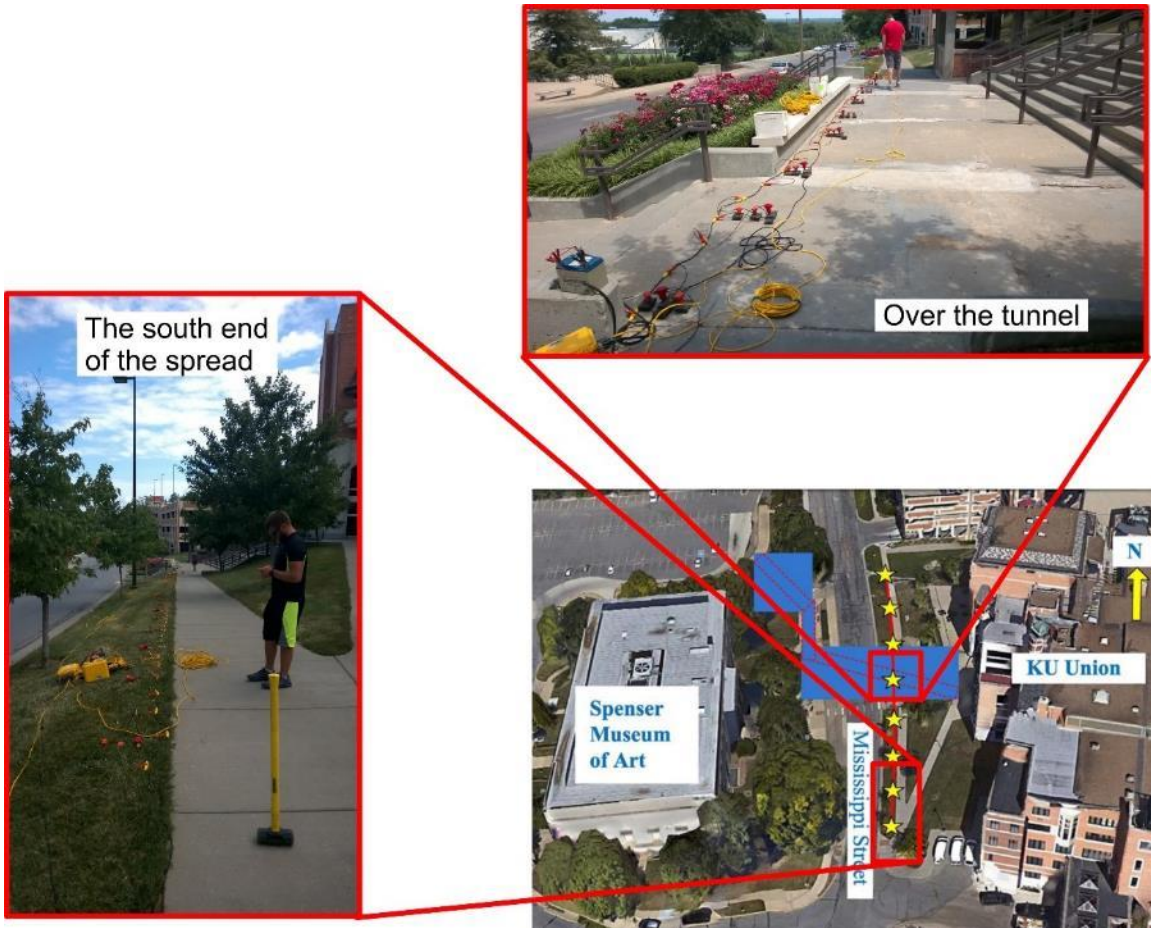 Over the tunnel
The south end
of the spread
N
KU Union
Spenser
Museum
of Art
Mississippi Street